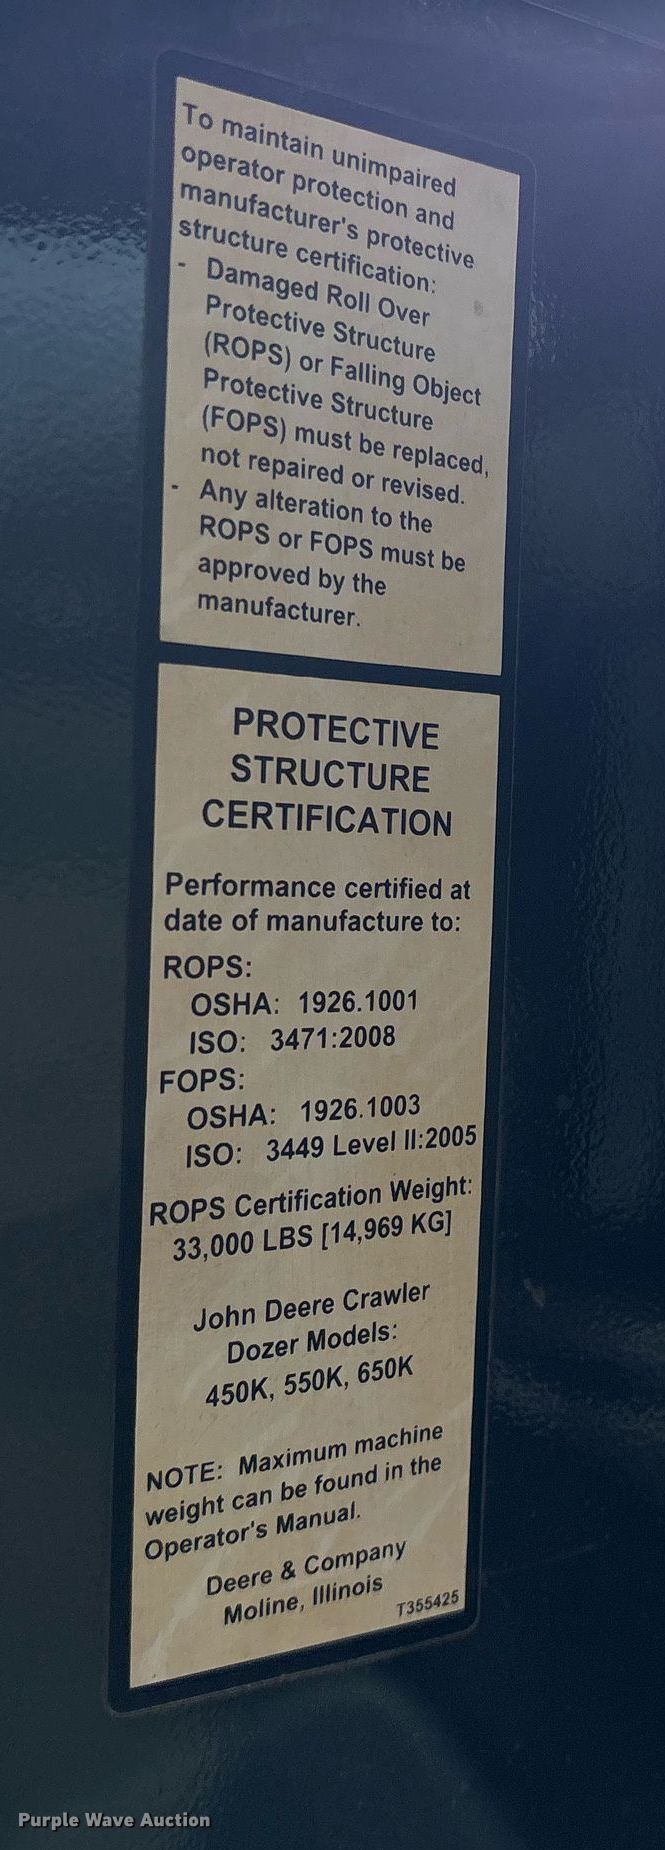 To maintain unimpaired
operator protection and
manufacturer's protective
structure certification:
- Damaged Roll Over
Protective Structure
(ROPS) or Falling Object
Protective Structure
(FOPS) must be replaced,
not repaired or revised.
- Any alteration to the
ROPS or FOPS must be
approved by the
manufacturer.
PROTECTIVE
STRUCTURE
CERTIFICATION
Performance certified at
date of manufacture to:
ROPS:
OSHA: 1926.1001
ISO: 3471:2008
FOPS:
OSHA: 1926.1003
ISO: 3449 Level II:2005
ROPS Certification Weight:
33,000 LBS [14,969 KG]
John Deere Crawler
Dozer Models:
450K, 550K, 650K
NOTE: Maximum machine
weight can be found in the
Operator's Manual.
Deere & Company
Moline, Illinois
T355425
Purple Wave Auction